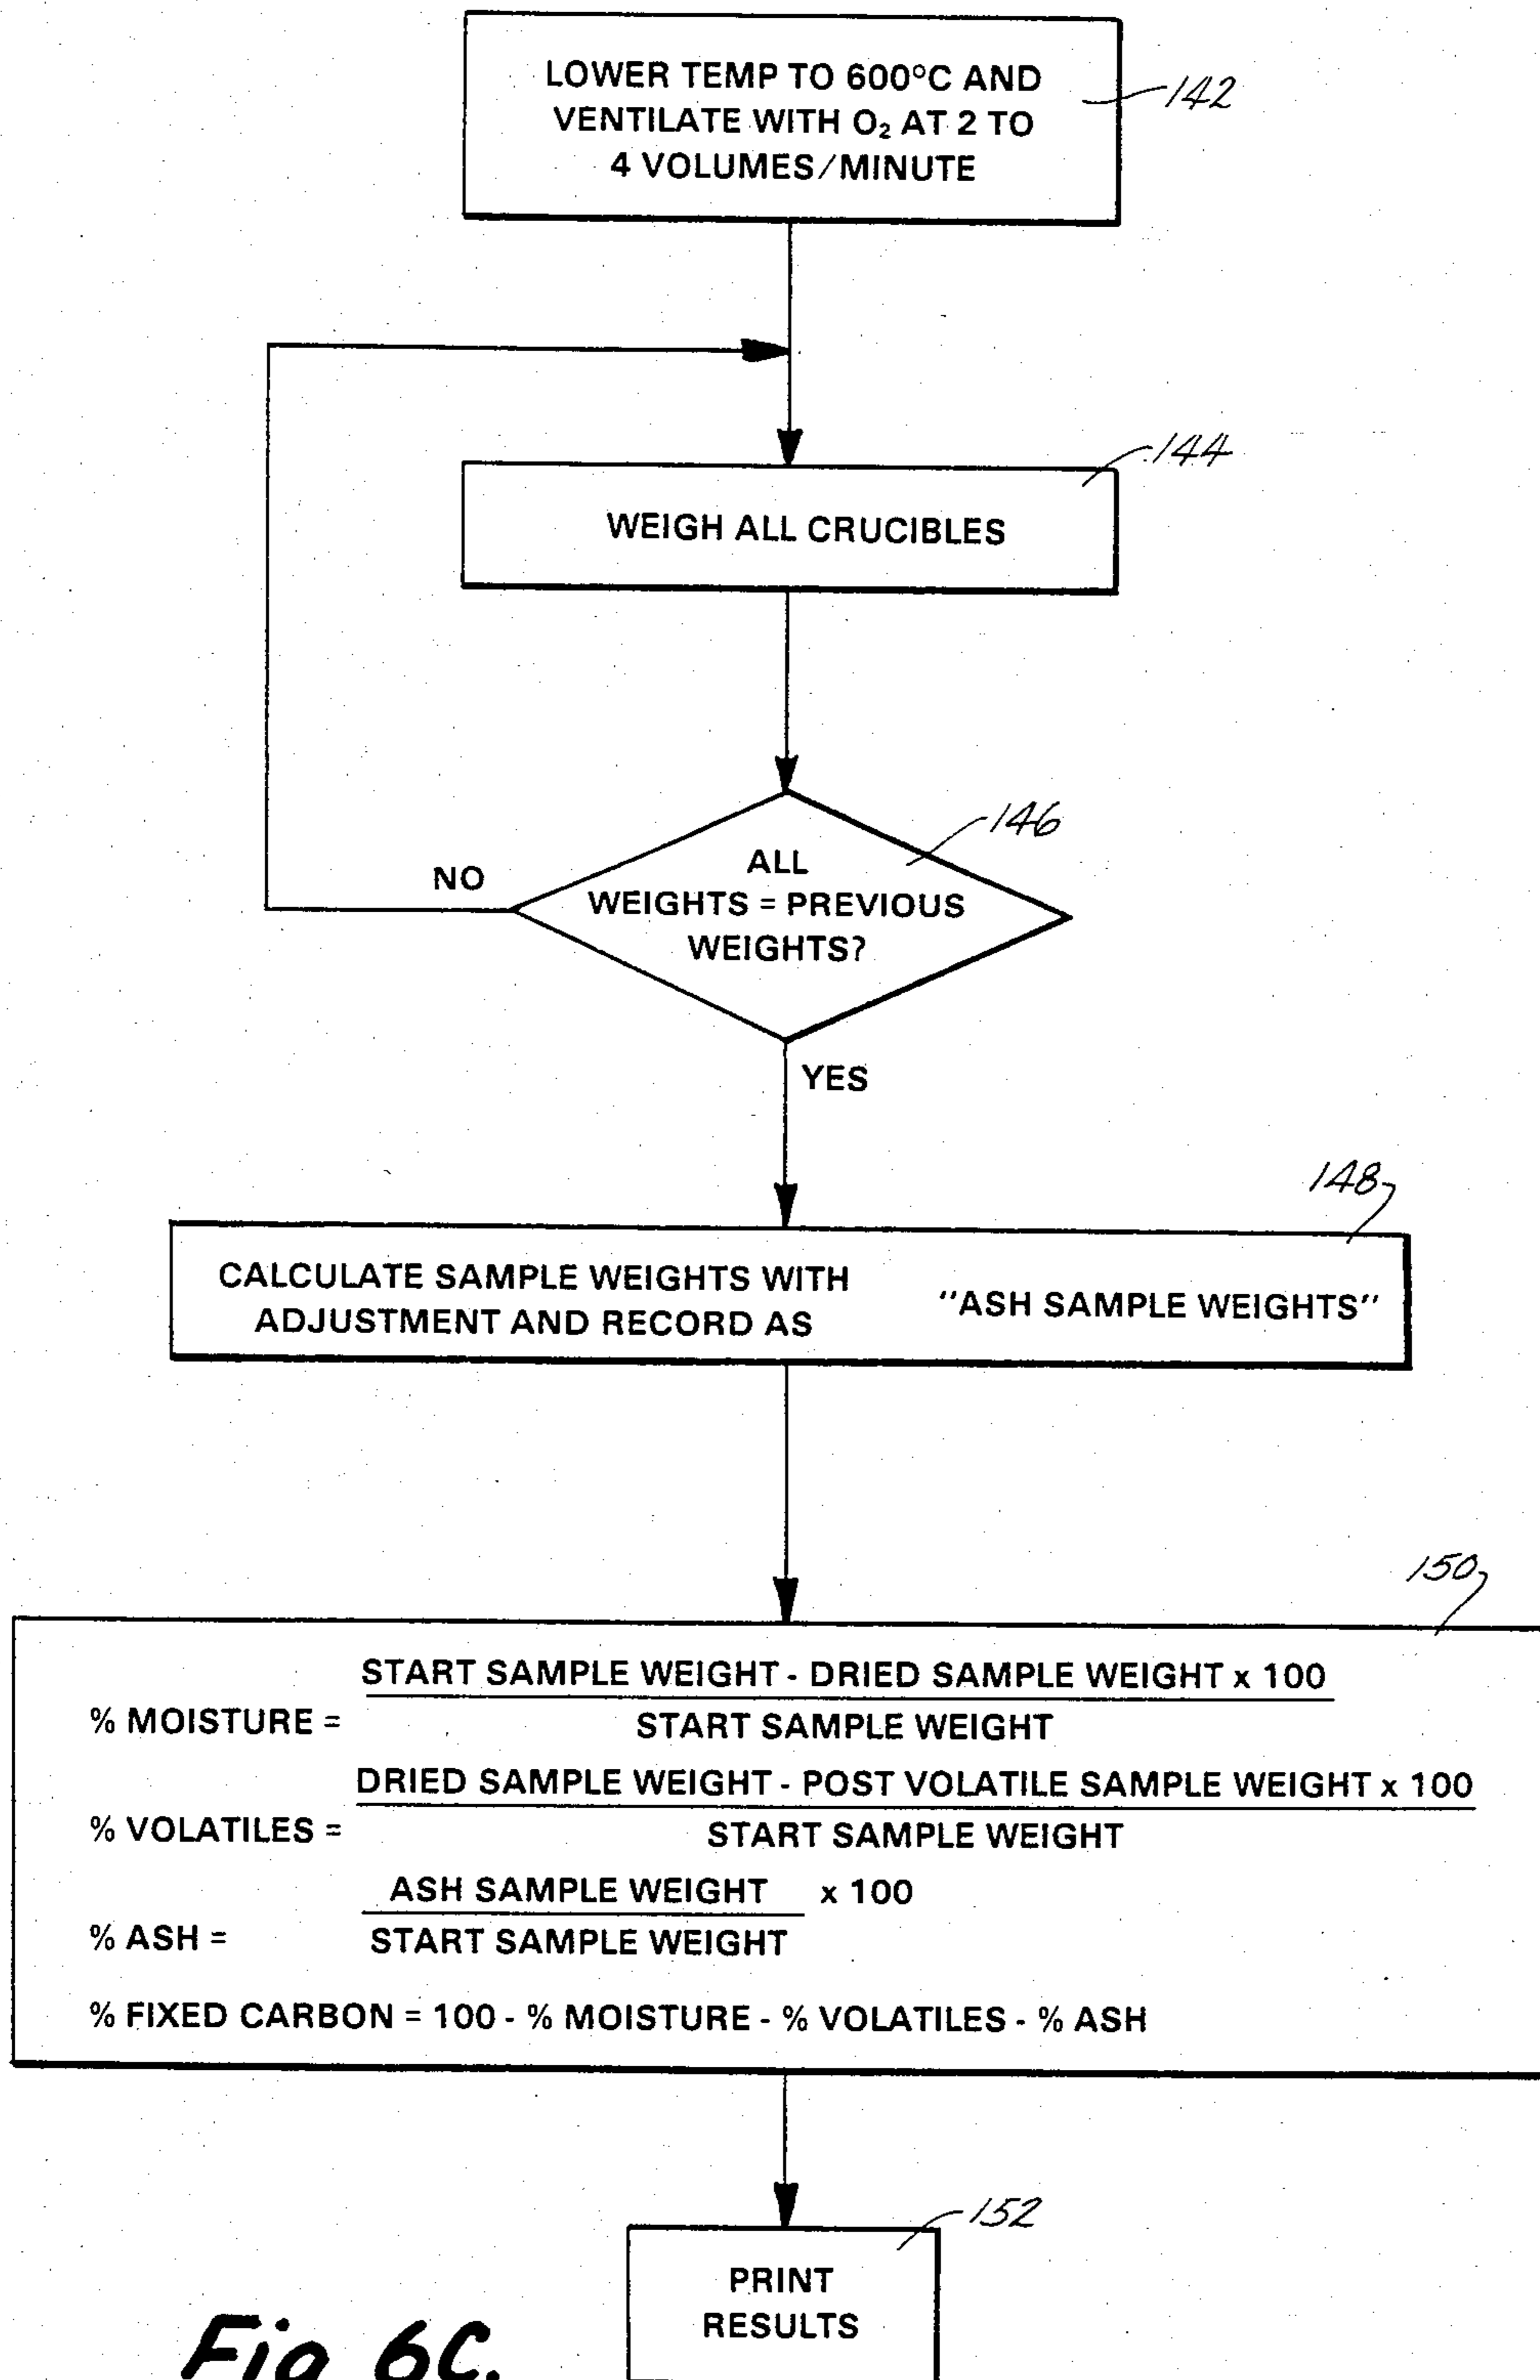 LOWER TEMP TO 600°C AND
VENTILATE WITH O₂ AT 2 TO
4 VOLUMES/MINUTE
142
144
WEIGH ALL CRUCIBLES
146
ALL
WEIGHTS = PREVIOUS
WEIGHTS?
NO
YES
148
CALCULATE SAMPLE WEIGHTS WITH
ADJUSTMENT AND RECORD AS
"ASH SAMPLE WEIGHTS"
150
START SAMPLE WEIGHT - DRIED SAMPLE WEIGHT x 100
% MOISTURE =
START SAMPLE WEIGHT
DRIED SAMPLE WEIGHT - POST VOLATILE SAMPLE WEIGHT x 100
% VOLATILES =
START SAMPLE WEIGHT
ASH SAMPLE WEIGHT x 100
% ASH =
START SAMPLE WEIGHT
% FIXED CARBON = 100 - % MOISTURE - % VOLATILES - % ASH
152
PRINT
RESULTS
Fig 6C.